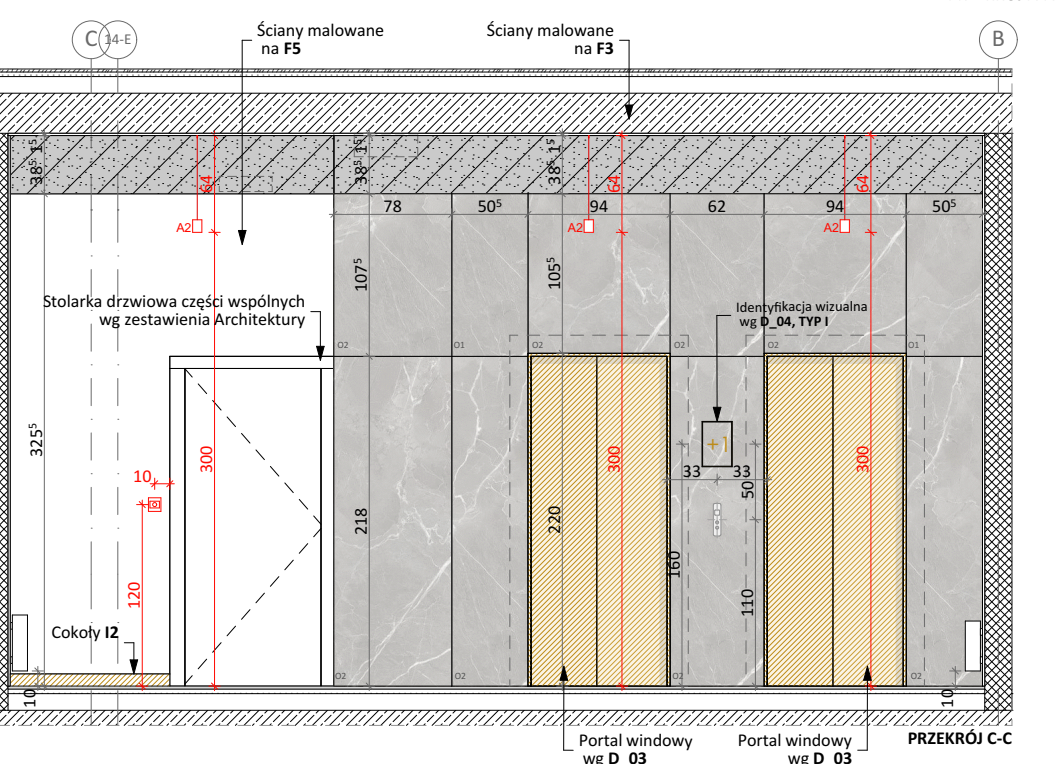 C
14-E
Ściany malowane
na F5
Ściany malowane
na F3
B
38⁵ 1⁵
38⁵ 1⁵
38⁵ 1⁵
64
64
64
78
50⁵
94
62
94
50⁵
A2
A2
A2
107⁵
105⁵
Stolarka drzwiowa części wspólnych
wg zestawienia Architektury
Identyfikacja wizualna
wg D_04, TYP I
O2
O1
O2
O2
O1
325⁵
300
300
300
+1
33
33
50
10
218
220
160
110
120
Cokoły I2
O2
O2
O2
O2
10
10
Portal windowy
wg D_03
Portal windowy
wg D_03
PRZEKRÓJ C-C